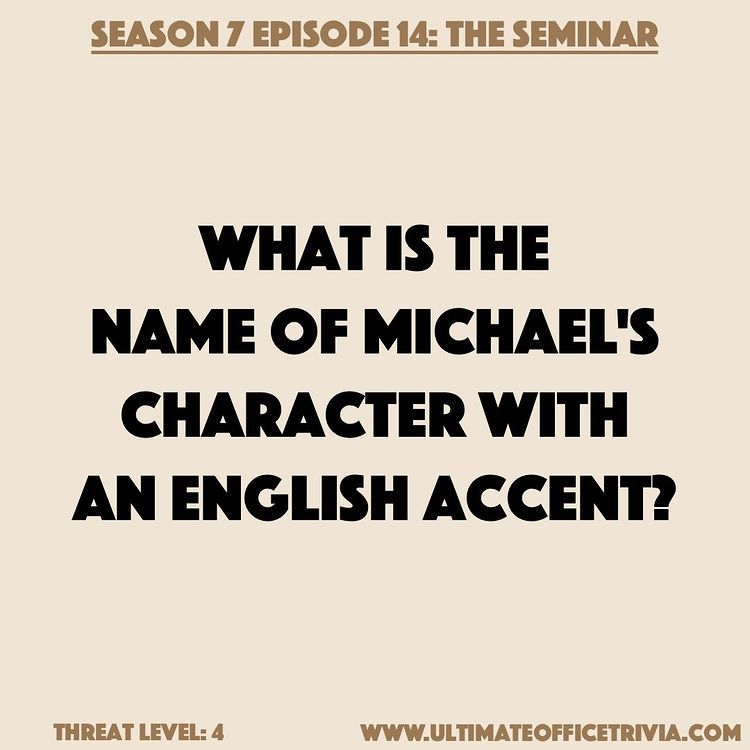 SEASON 7 EPISODE 14: THE SEMINAR
WHAT IS THE
NAME OF MICHAEL'S
CHARACTER WITH
AN ENGLISH ACCENT?
THREAT LEVEL: 4
WWW.ULTIMATEOFFICETRIVIA.COM